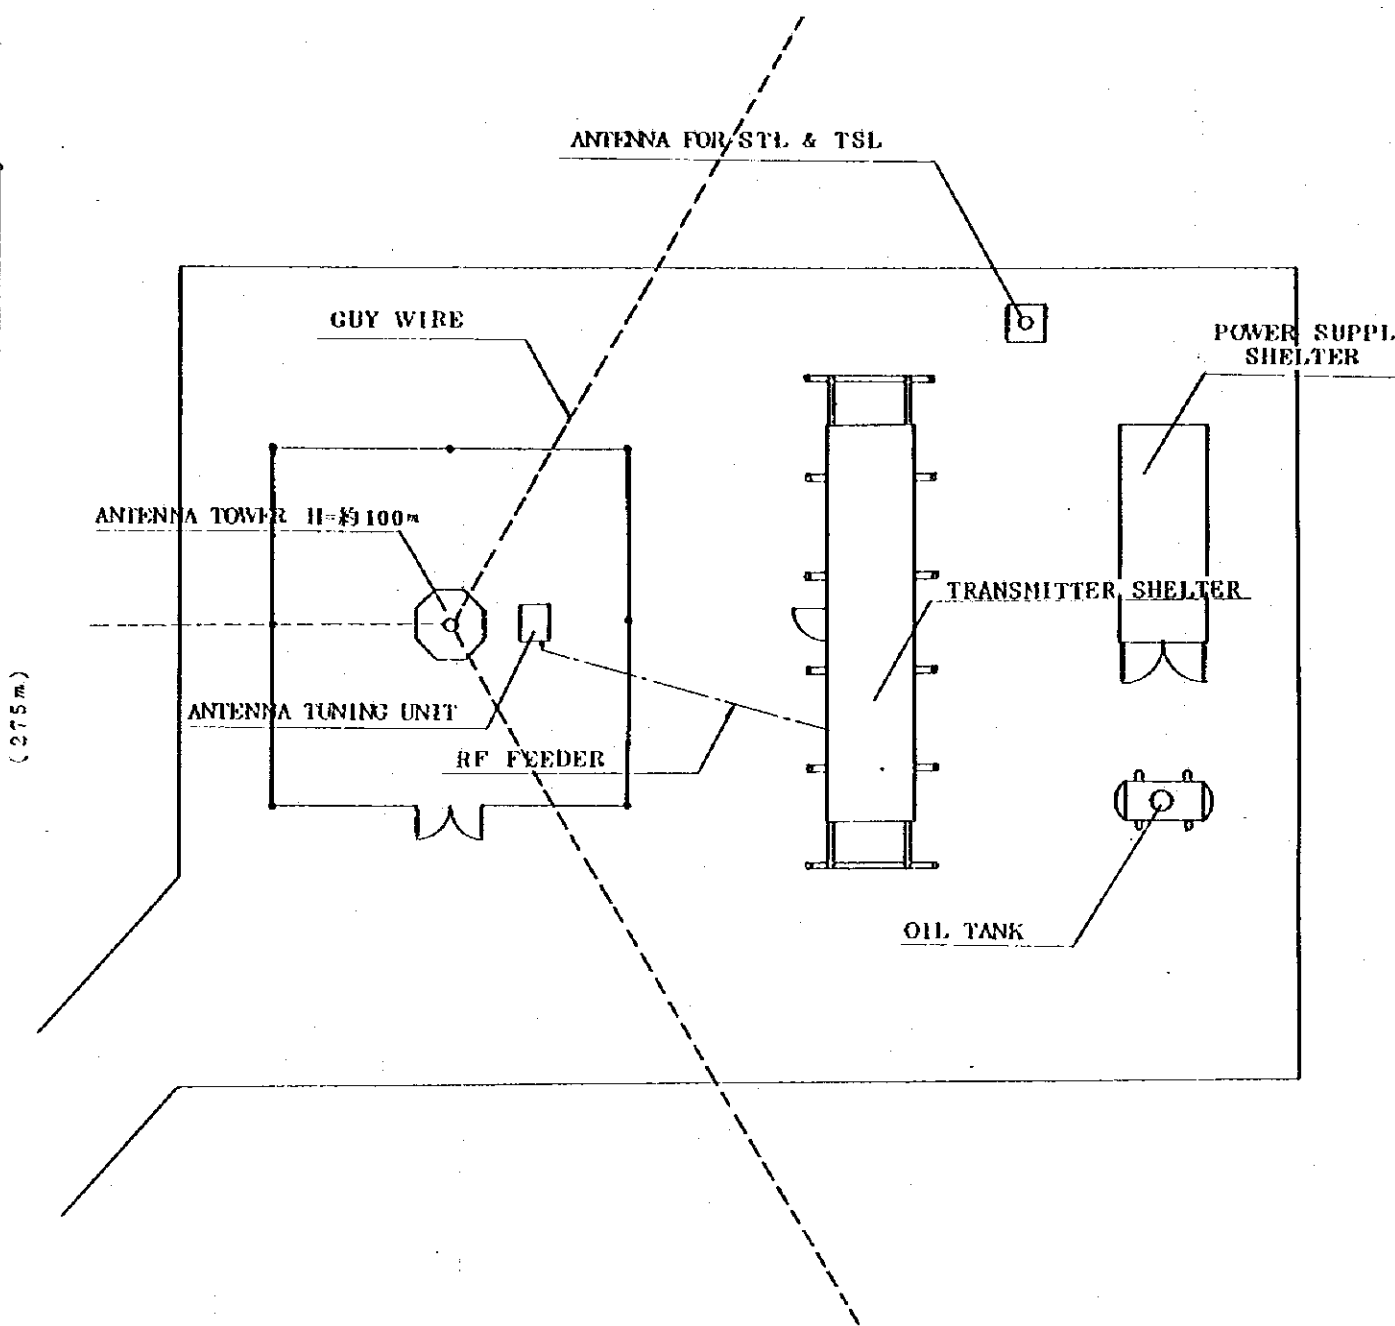 ANTENNA FOR STL & TSL
GUY WIRE
POWER SUPPL
SHELTER
ANTENNA TOWER H=約100m
TRANSMITTER SHELTER
(275m)
ANTENNA TUNING UNIT
RF FEEDER
OIL TANK